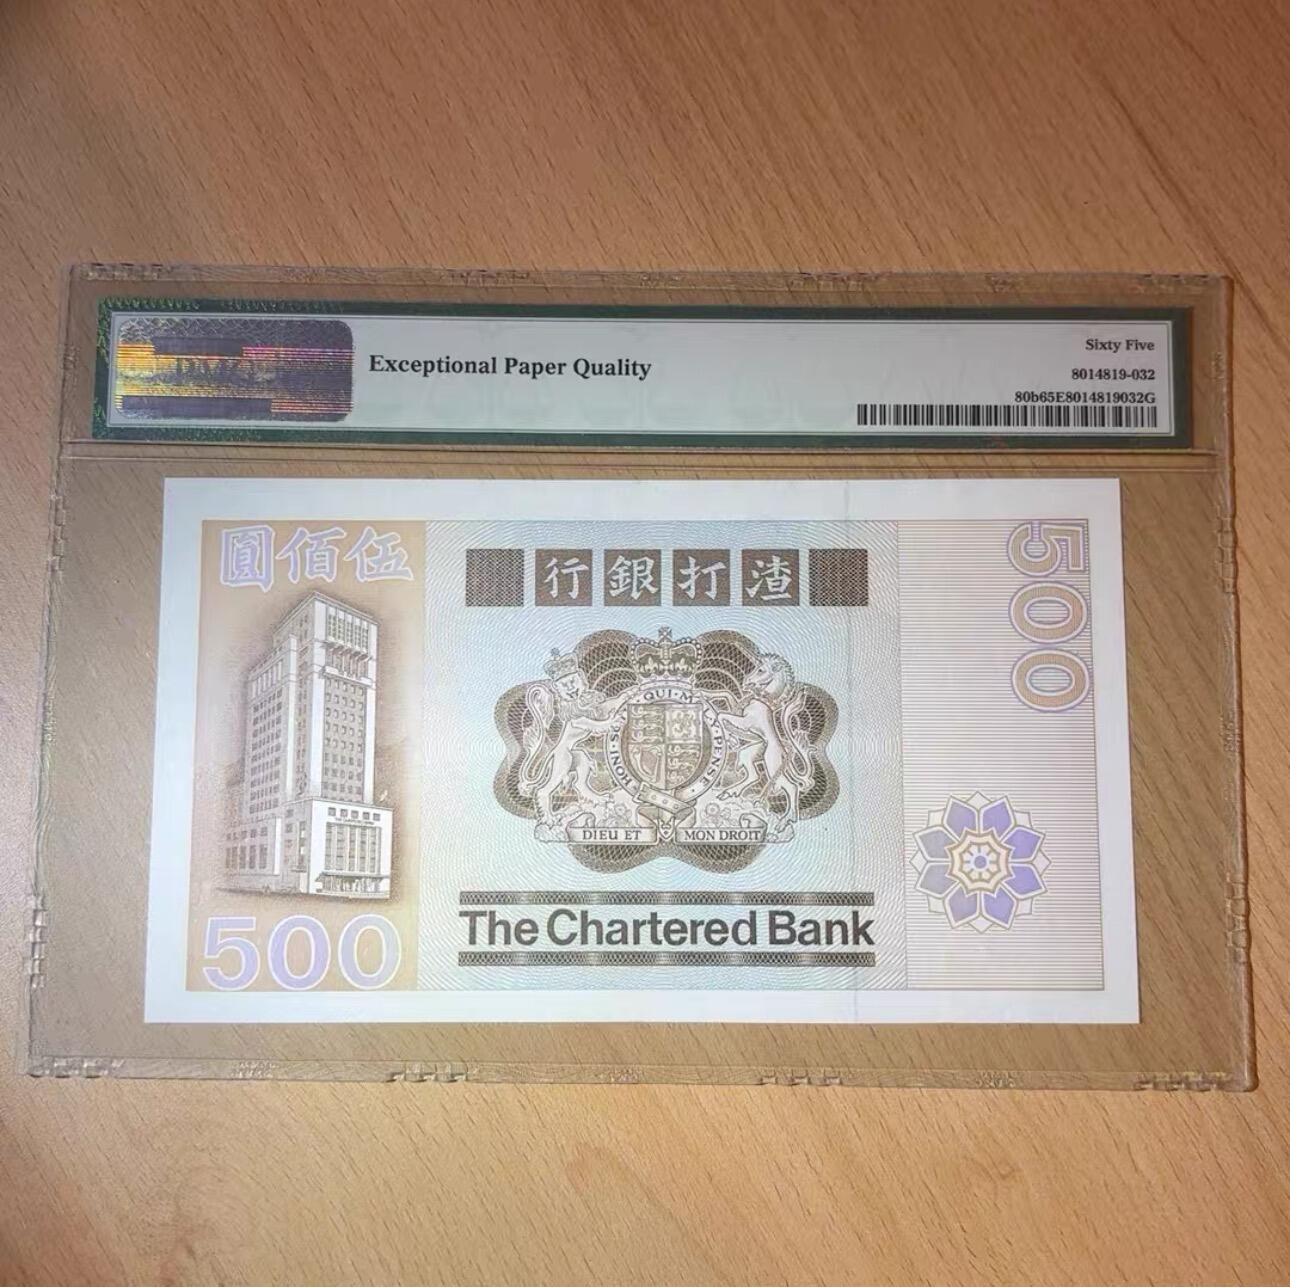 Exceptional Paper Quality
Sixty Five
8014819-032
80b65E8014819032G
圓佰伍
500
行銀打渣
HONI·SOIT QUI·MAL Y·PENSE
DIEU ET MON DROIT
500
The Chartered Bank